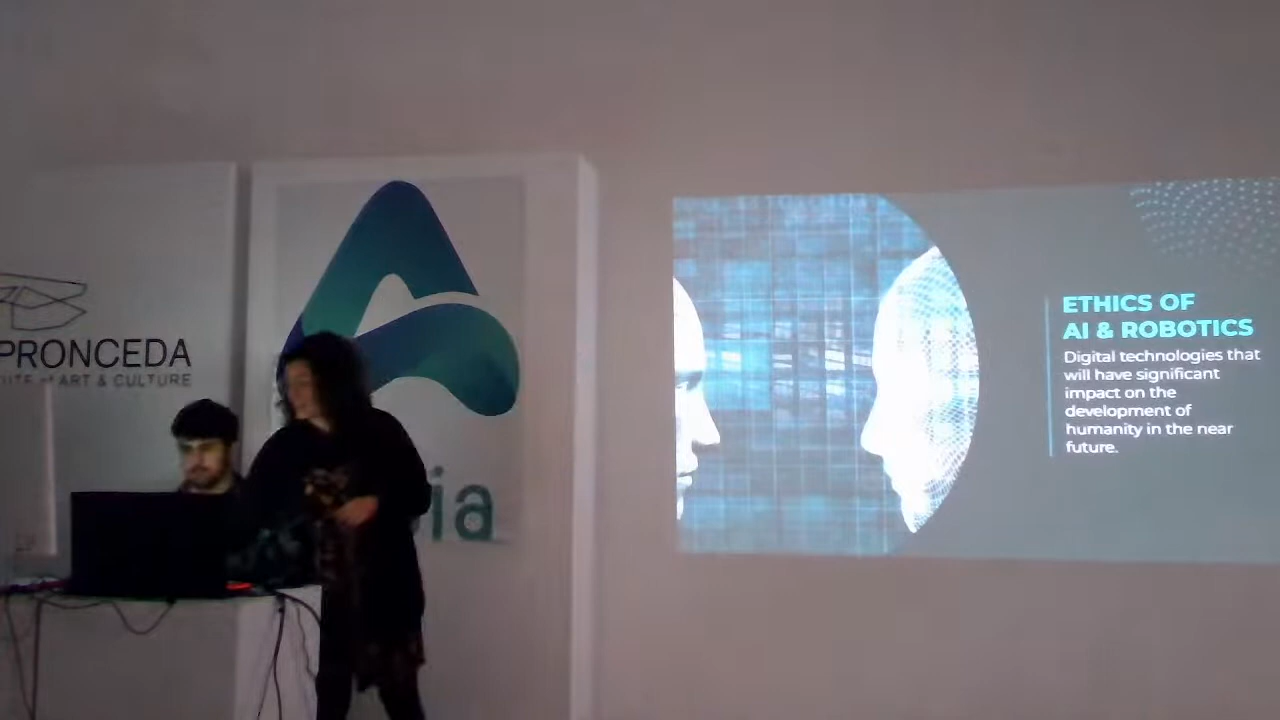 PRONCEDA
ART & CULTURE
ia
ETHICS OF
AI & ROBOTICS
Digital technologies that
will have significant
impact on the
development of
humanity in the near
future.